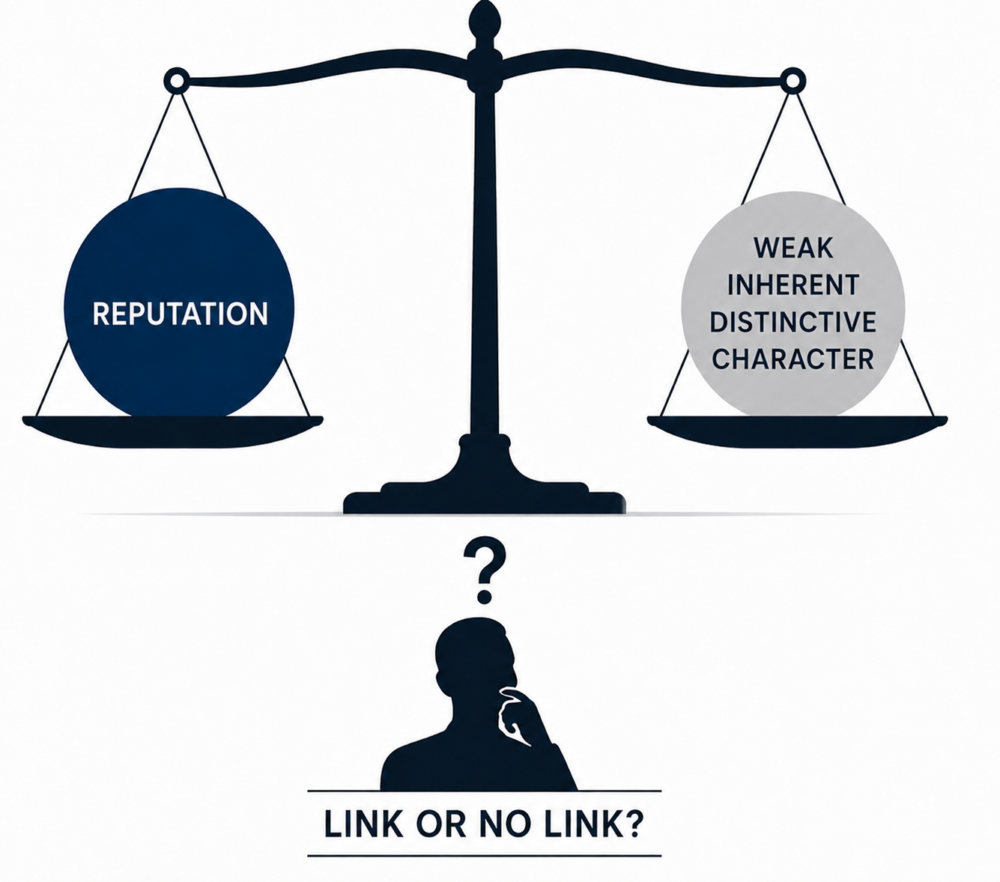 REPUTATION
WEAK
INHERENT
DISTINCTIVE
CHARACTER
?
LINK OR NO LINK?